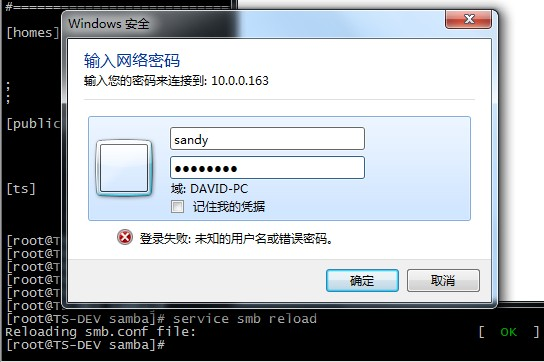 #==============================
[homes]
;
;
[public
[ts]
Windows 安全
输入网络密码
输入您的密码来连接到: 10.0.0.163
sandy
●●●●●●●●
域: DAVID-PC
记住我的凭据
登录失败: 未知的用户名或错误密码。
确定 取消
[root@T
[root@T
[root@T
[root@T
[root@T
[root@T
[root@TS-DEV samba]# service smb reload
Reloading smb.conf file: [ OK ]
[root@TS-DEV samba]#